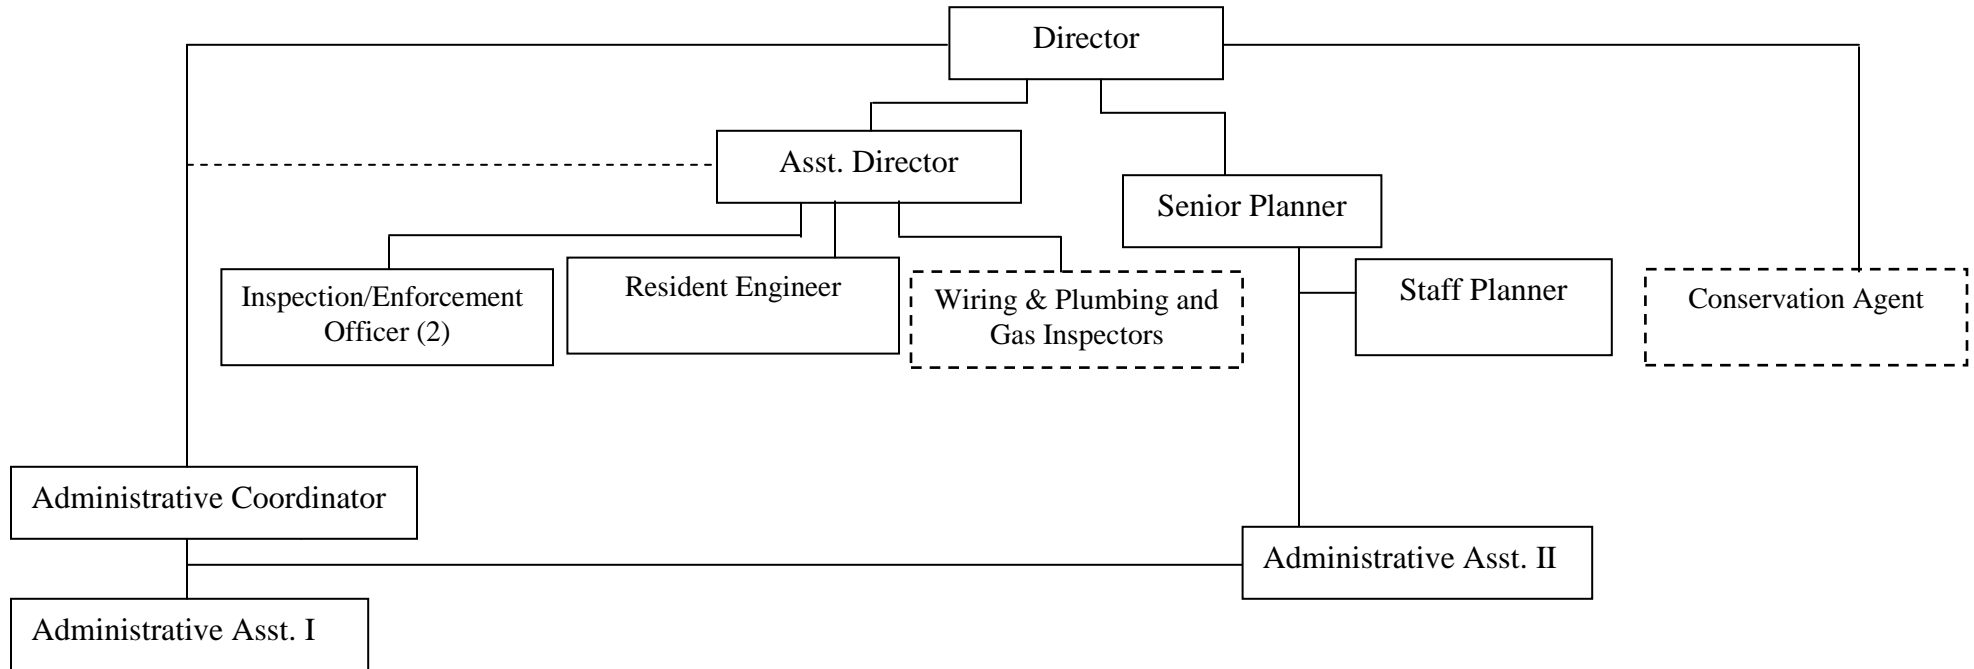 Director
Asst. Director
Senior Planner
Inspection/Enforcement
Officer (2)
Resident Engineer
Wiring & Plumbing and
Gas Inspectors
Staff Planner
Conservation Agent
Administrative Coordinator
Administrative Asst. II
Administrative Asst. I